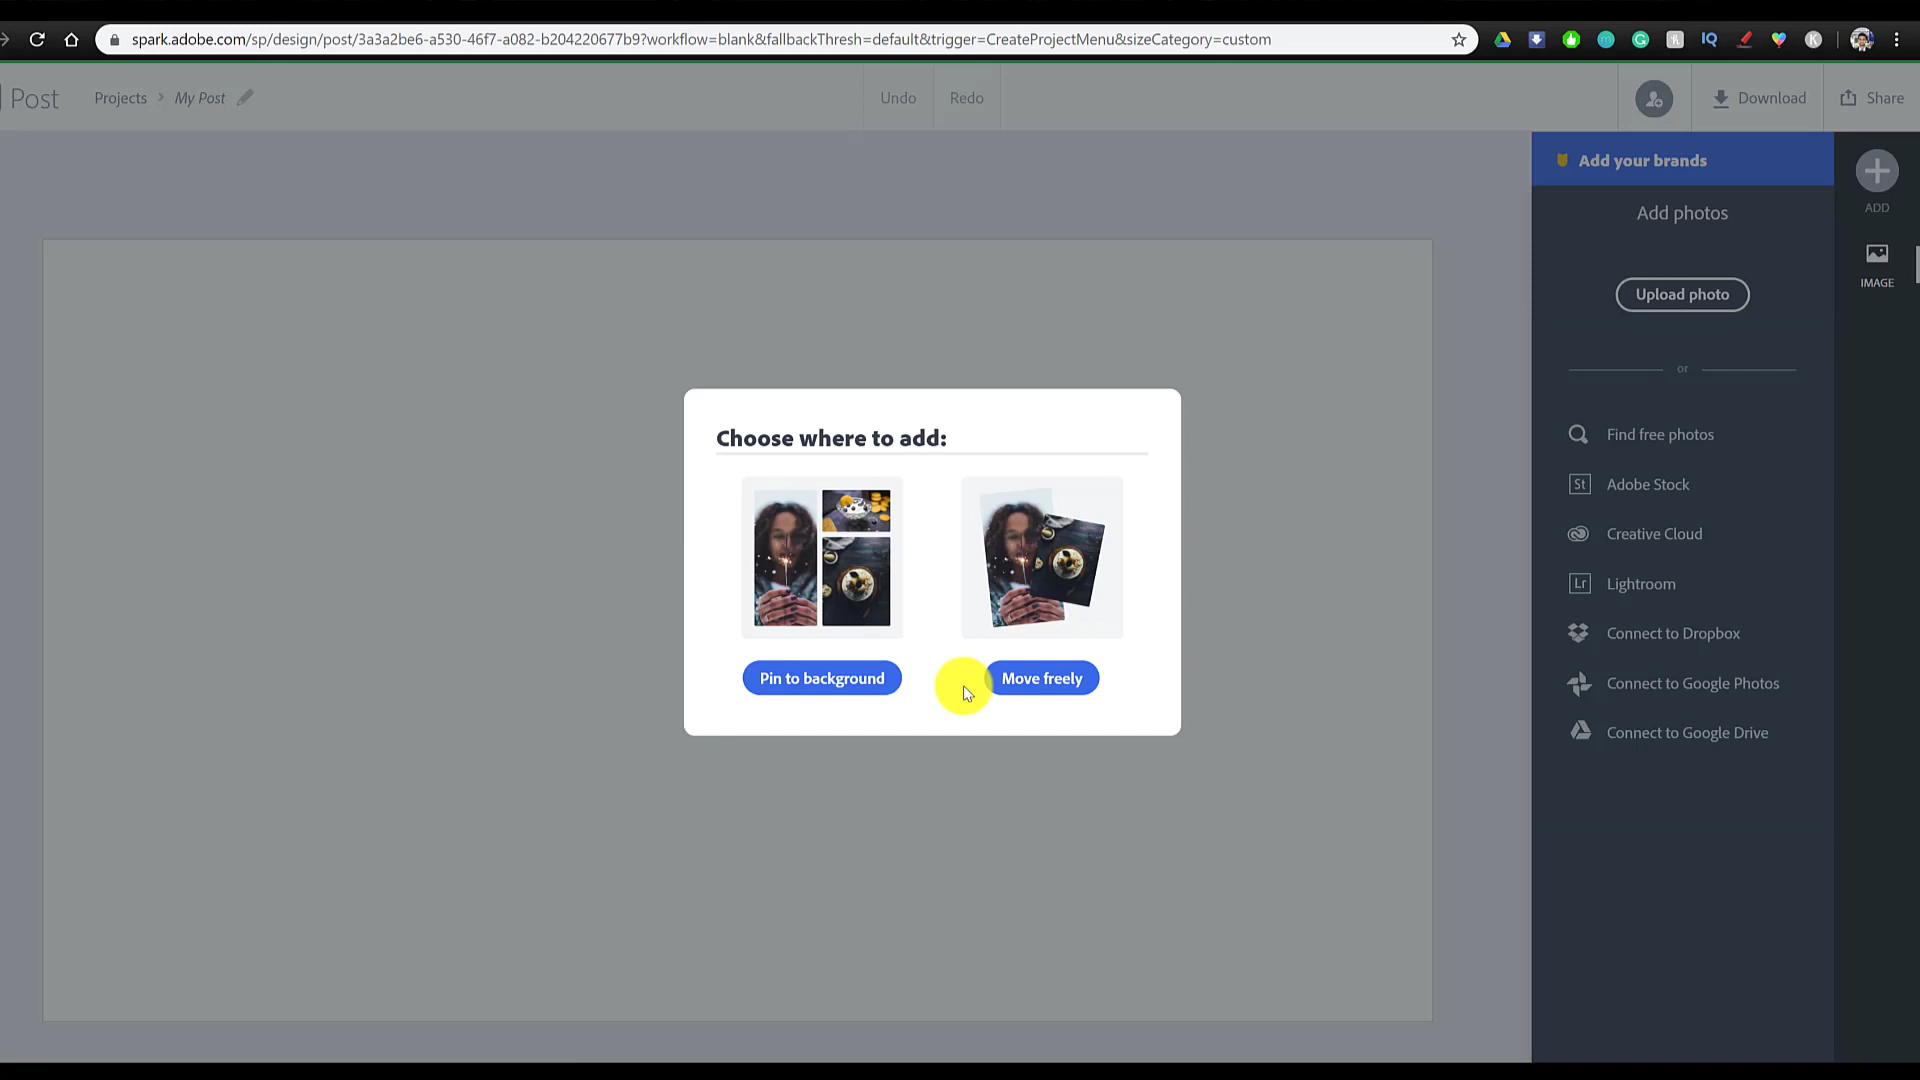 spark.adobe.com/sp/design/post/3a3a2be6-a530-46f7-a082-b204220677b9?workflow=blank&fallbackThresh=default&trigger=CreateProjectMenu&sizeCategory=custom
IQ
K
Post
Projects > My Post
Undo
Redo
Download
Share
Add your brands
ADD
Add photos
IMAGE
Upload photo
or
Choose where to add:
Pin to background
Move freely
Find free photos
St Adobe Stock
Creative Cloud
Lr Lightroom
Connect to Dropbox
Connect to Google Photos
Connect to Google Drive